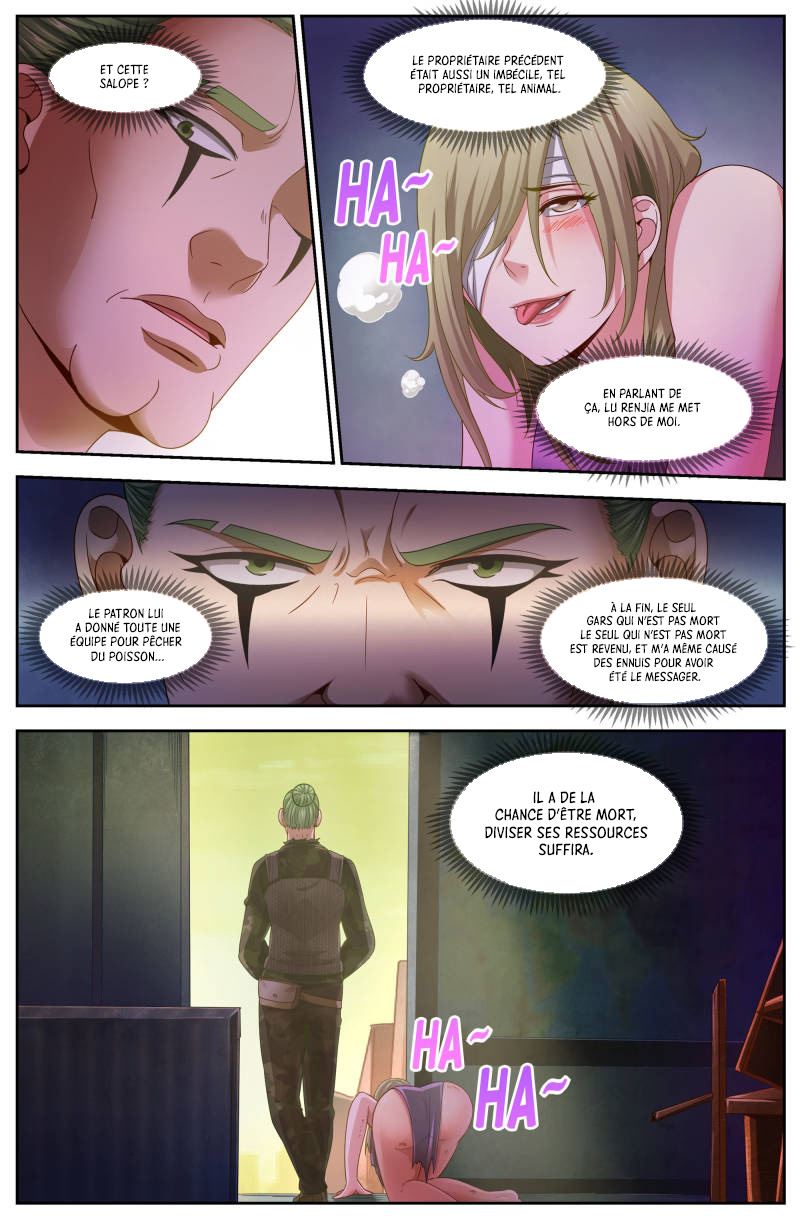 ET CETTE
SALOPE ?
LE PROPRIÉTAIRE PRÉCÉDENT
ÉTAIT AUSSI UN IMBÉCILE, TEL
PROPRIÉTAIRE, TEL ANIMAL.
HA~
HA~
EN PARLANT DE
ÇA, LU RENJIA ME MET
HORS DE MOI.
LE PATRON LUI
A DONNÉ TOUTE UNE
ÉQUIPE POUR PÊCHER
DU POISSON...
À LA FIN, LE SEUL
GARS QUI N'EST PAS MORT
LE SEUL QUI N'EST PAS MORT
EST REVENU, ET M'A MÊME CAUSÉ
DES ENNUIS POUR AVOIR
ÉTÉ LE MESSAGER.
IL A DE LA
CHANCE D'ÊTRE MORT,
DIVISER SES RESSOURCES
SUFFIRA.
HA~
HA~